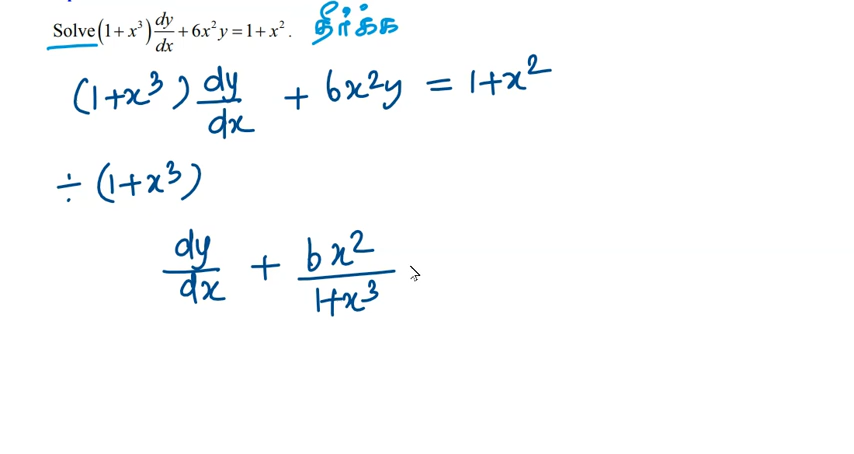 Solve (1+x³) dy/dx + 6x²y = 1+x². தீர்க்க
(1+x³) dy/dx + 6x²y = 1+x²
÷ (1+x³)
dy/dx + 6x²/1+x³